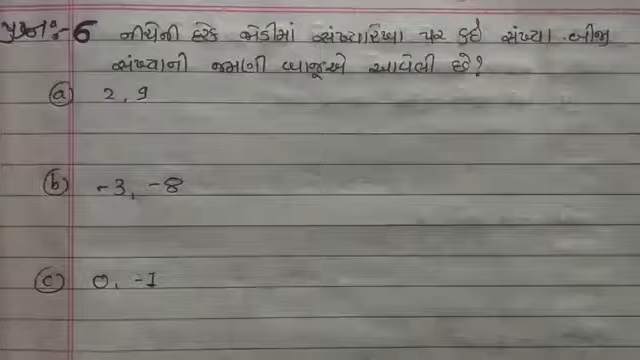 પ્રશ્ન:- 6 નીચેની દરેક જોડીમાં સંખ્યારેખા પર કઈ સંખ્યા બીજી
સંખ્યાની જમણી બાજુએ આવેલી છે?
(a) 2, 9
(b) -3, -8
(c) 0, -1